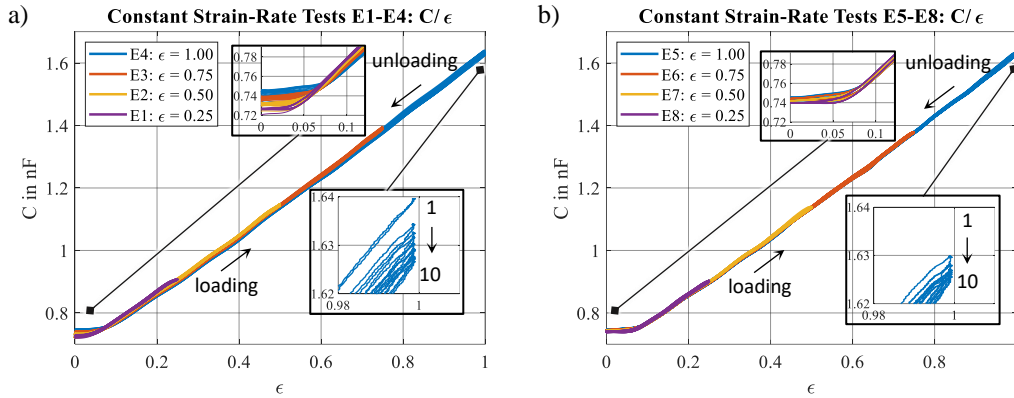 a)
Constant Strain-Rate Tests E1-E4: C/ ϵ
E4: ϵ = 1.00
E3: ϵ = 0.75
E2: ϵ = 0.50
E1: ϵ = 0.25
0.78
0.76
0.74
0.72
0
0.05
0.1
unloading
loading
1.64
1.63
1.62
0.98
1
1
10
C in nF
1.6
1.4
1.2
1
0.8
0
0.2
0.4
0.6
0.8
1
ϵ
b)
Constant Strain-Rate Tests E5-E8: C/ ϵ
E5: ϵ = 1.00
E6: ϵ = 0.75
E7: ϵ = 0.50
E8: ϵ = 0.25
0.78
0.76
0.74
0.72
0
0.05
0.1
unloading
loading
1.64
1.63
1.62
0.98
1
1
10
C in nF
1.6
1.4
1.2
1
0.8
0
0.2
0.4
0.6
0.8
ϵ